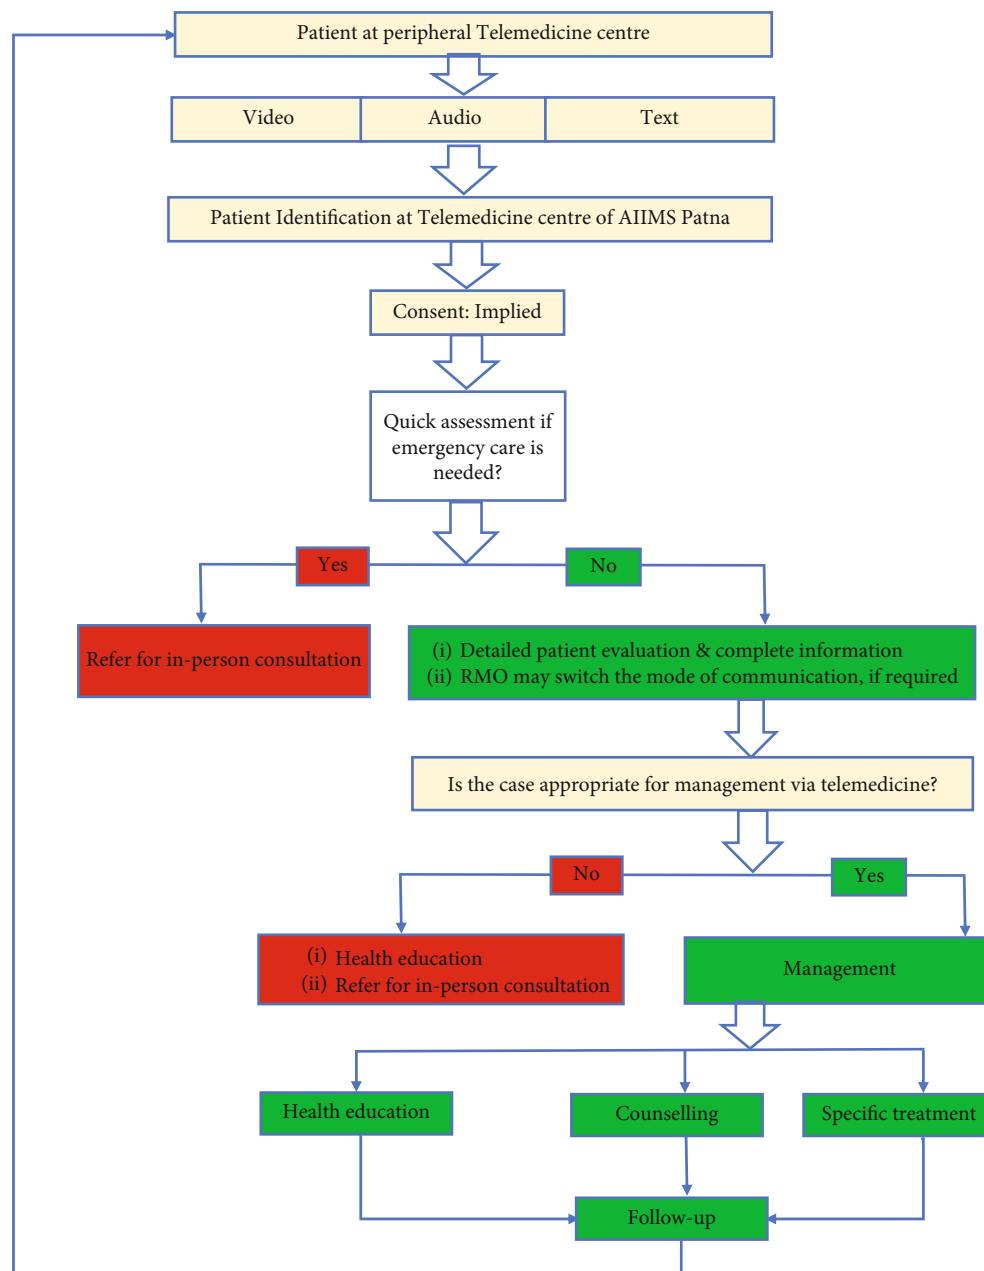 Patient at peripheral Telemedicine centre
Video
Audio
Text
Patient Identification at Telemedicine centre of AIIMS Patna
Consent: Implied
Quick assessment if
emergency care is
needed?
Yes
No
Refer for in-person consultation
(i) Detailed patient evaluation & complete information
(ii) RMO may switch the mode of communication, if required
Is the case appropriate for management via telemedicine?
No
Yes
(i) Health education
(ii) Refer for in-person consultation
Management
Health education
Counselling
Specific treatment
Follow-up